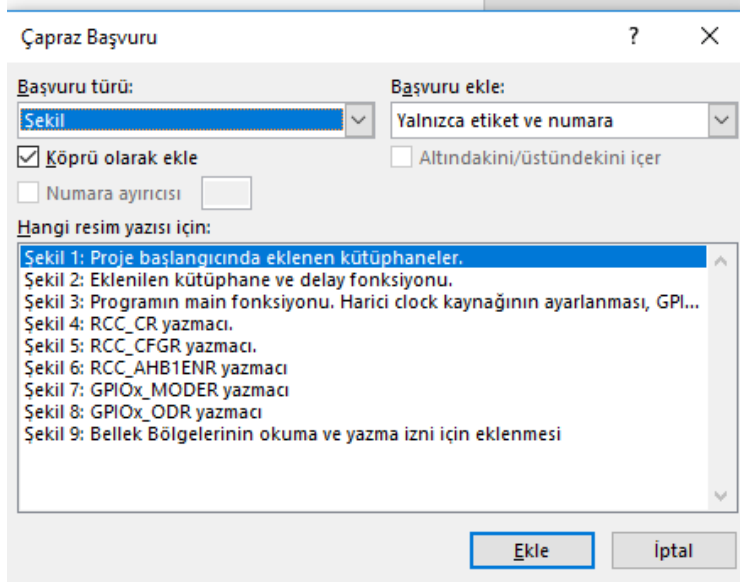 Çapraz Başvuru ?
Başvuru türü: Başvuru ekle:
Şekil Yalnızca etiket ve numara
Köprü olarak ekle Altındakini/üstündekini içer
Numara ayırıcısı
Hangi resim yazısı için:
Şekil 1: Proje başlangıcında eklenen kütüphaneler.
Şekil 2: Eklenilen kütüphane ve delay fonksiyonu.
Şekil 3: Programın main fonksiyonu. Harici clock kaynağının ayarlanması, GPI...
Şekil 4: RCC_CR yazmacı.
Şekil 5: RCC_CFGR yazmacı.
Şekil 6: RCC_AHB1ENR yazmacı
Şekil 7: GPIOx_MODER yazmacı
Şekil 8: GPIOx_ODR yazmacı
Şekil 9: Bellek Bölgelerinin okuma ve yazma izni için eklenmesi
Ekle İptal